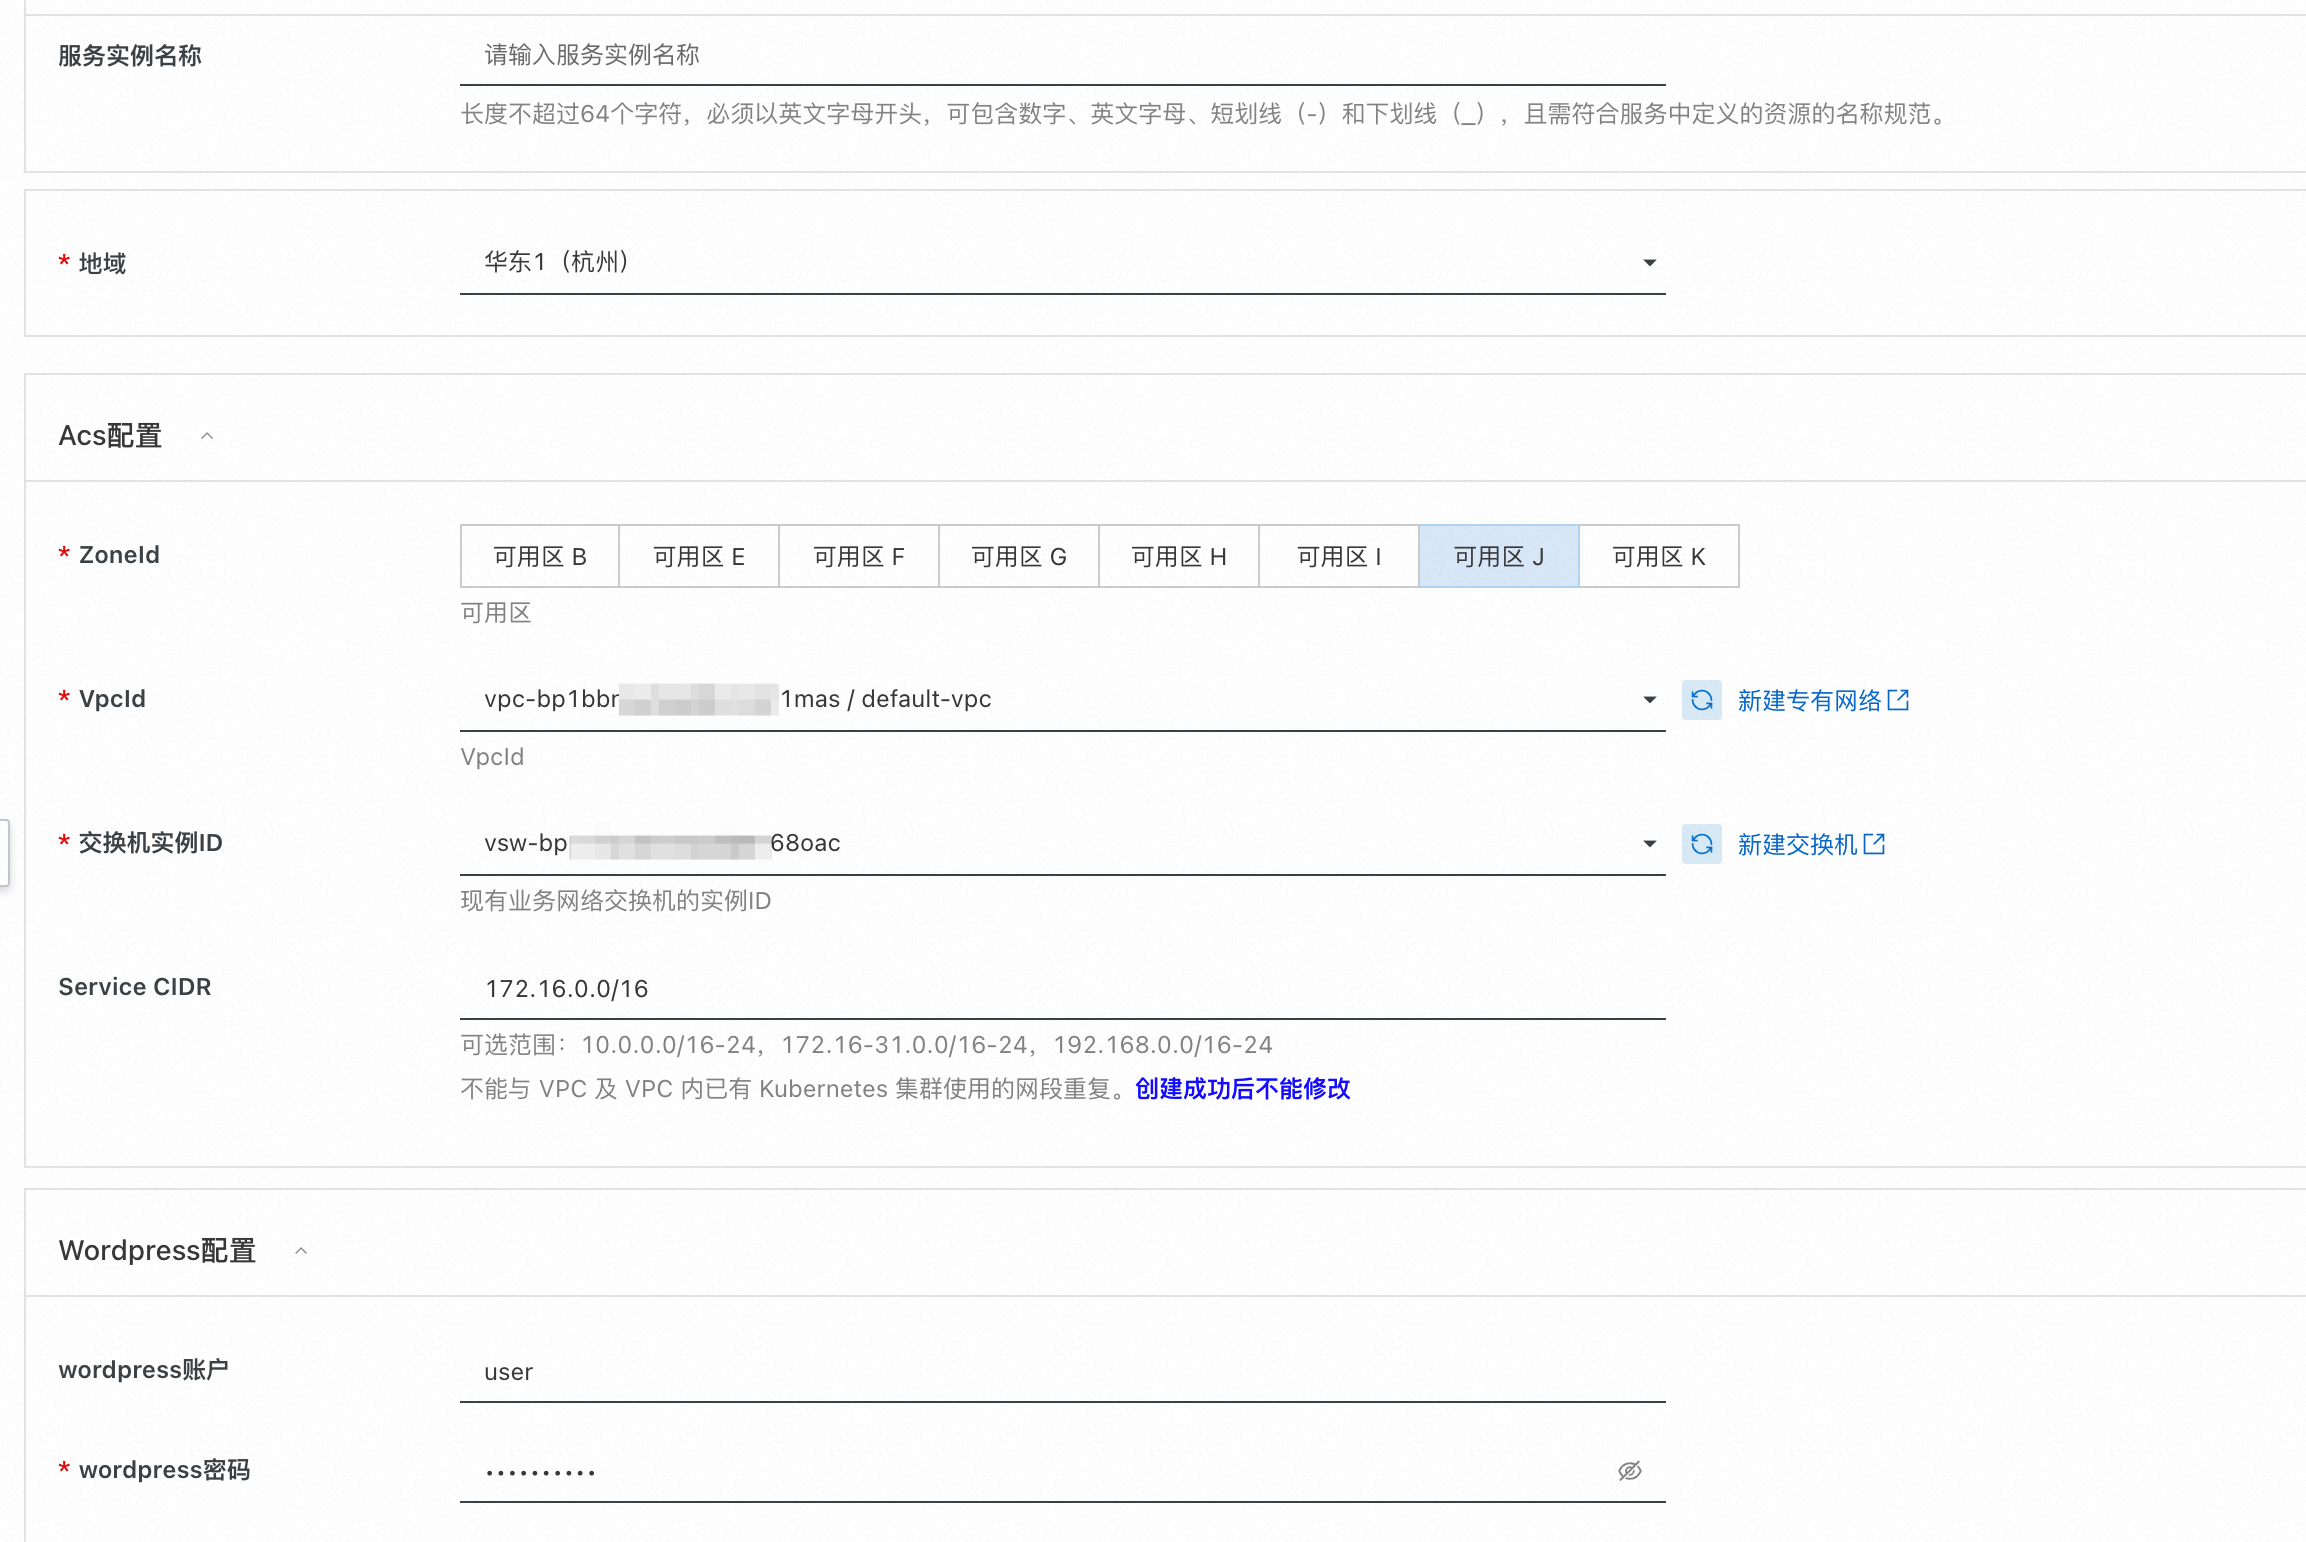 服务实例名称
请输入服务实例名称
长度不超过64个字符，必须以英文字母开头，可包含数字、英文字母、短划线（-）和下划线（_），且需符合服务中定义的资源的名称规范。
* 地域
华东1（杭州）
Acs配置
* ZoneId
可用区 B 可用区 E 可用区 F 可用区 G 可用区 H 可用区 I 可用区 J 可用区 K
可用区
* VpcId
vpc-bp1bbr 1mas / default-vpc
新建专有网络
VpcId
* 交换机实例ID
vsw-bp 68oac
新建交换机
现有业务网络交换机的实例ID
Service CIDR
172.16.0.0/16
可选范围：10.0.0.0/16-24，172.16-31.0.0/16-24，192.168.0.0/16-24
不能与 VPC 及 VPC 内已有 Kubernetes 集群使用的网段重复。创建成功后不能修改
Wordpress配置
wordpress账户
user
* wordpress密码
••••••••••